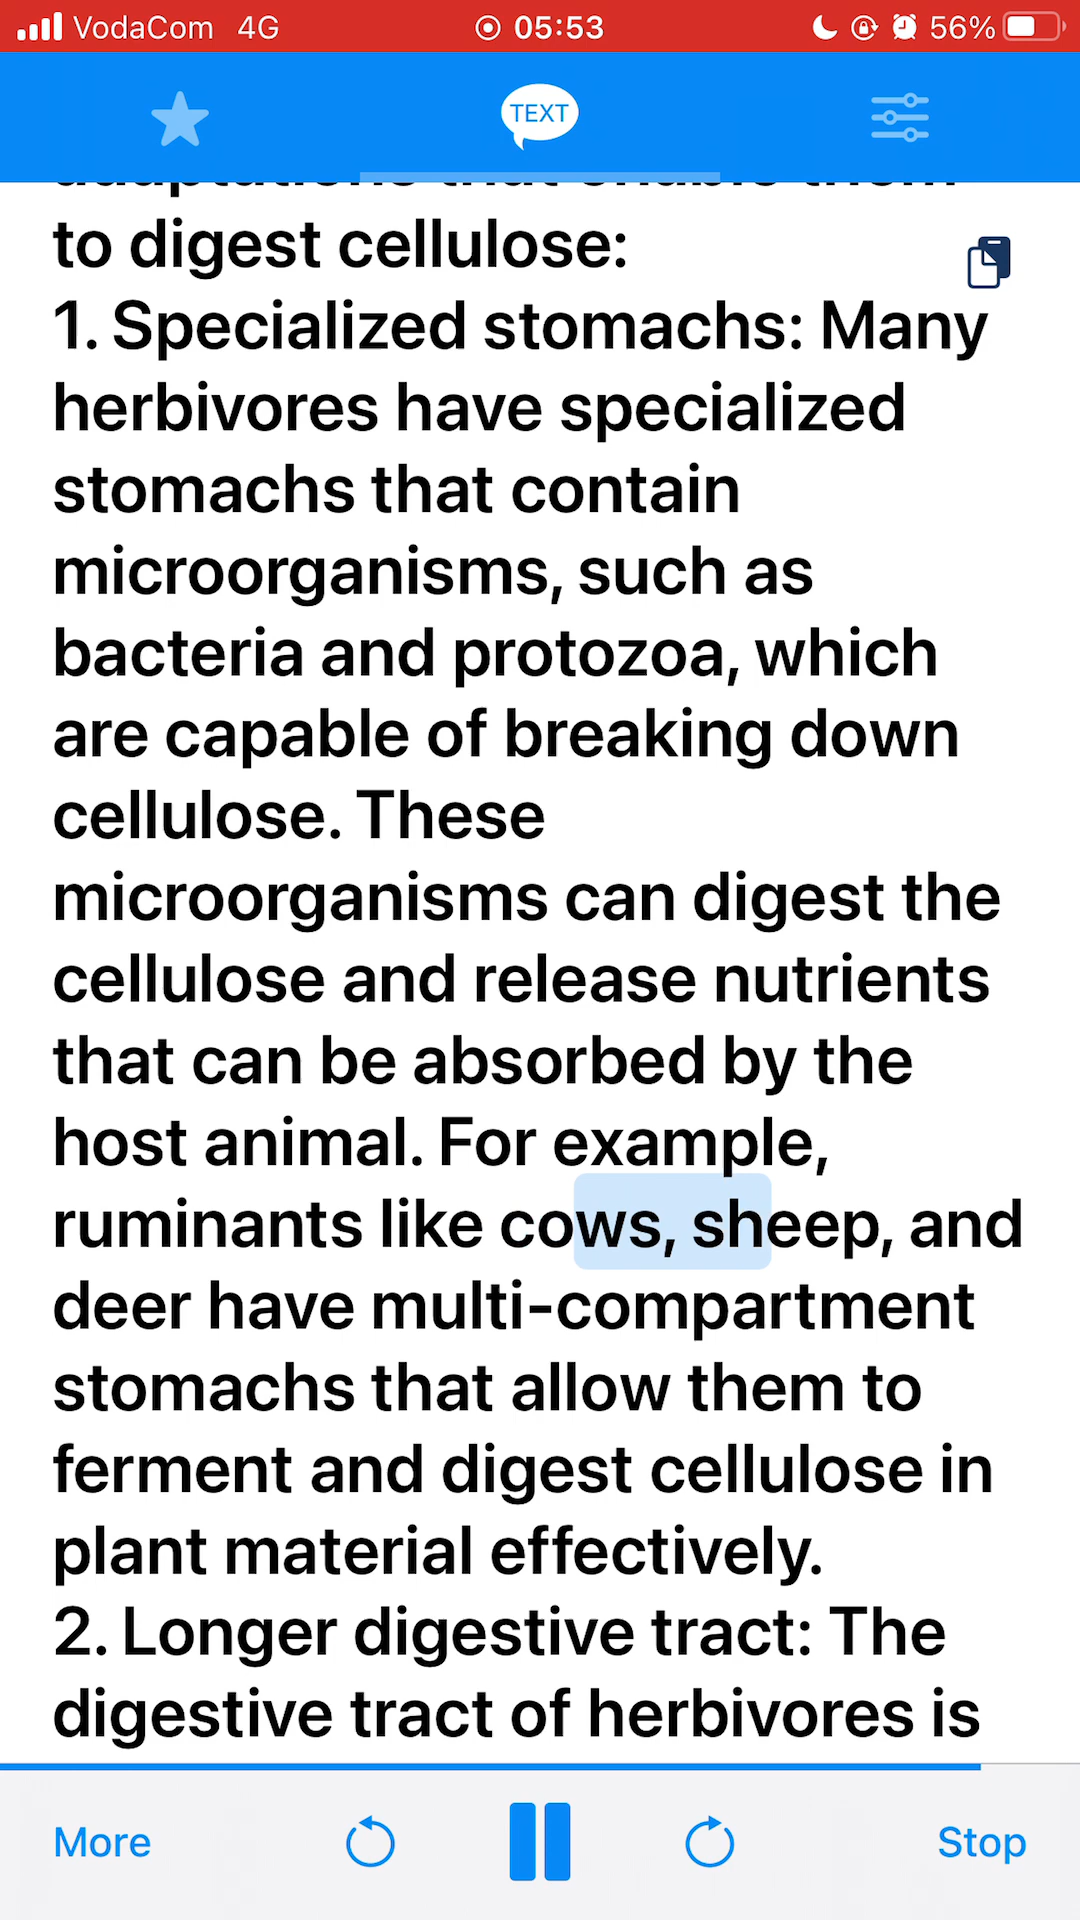 VodaCom 4G 05:53 56%
TEXT
to digest cellulose:
1. Specialized stomachs: Many
herbivores have specialized
stomachs that contain
microorganisms, such as
bacteria and protozoa, which
are capable of breaking down
cellulose. These
microorganisms can digest the
cellulose and release nutrients
that can be absorbed by the
host animal. For example,
ruminants like cows, sheep, and
deer have multi-compartment
stomachs that allow them to
ferment and digest cellulose in
plant material effectively.
2. Longer digestive tract: The
digestive tract of herbivores is
More Stop